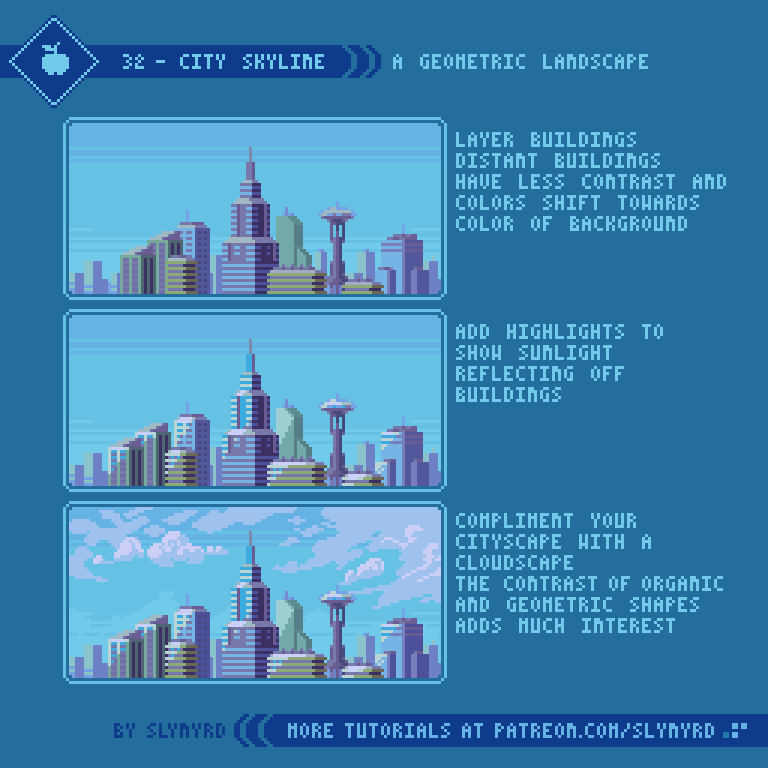 32 - CITY SKYLINE
A GEOMETRIC LANDSCAPE
LAYER BUILDINGS
DISTANT BUILDINGS
HAVE LESS CONTRAST AND
COLORS SHIFT TOWARDS
COLOR OF BACKGROUND
ADD HIGHLIGHTS TO
SHOW SUNLIGHT
REFLECTING OFF
BUILDINGS
COMPLIMENT YOUR
CITYSCAPE WITH A
CLOUDSCAPE
THE CONTRAST OF ORGANIC
AND GEOMETRIC SHAPES
ADDS MUCH INTEREST
BY SLYNYRD
MORE TUTORIALS AT PATREON.COM/SLYNYRD